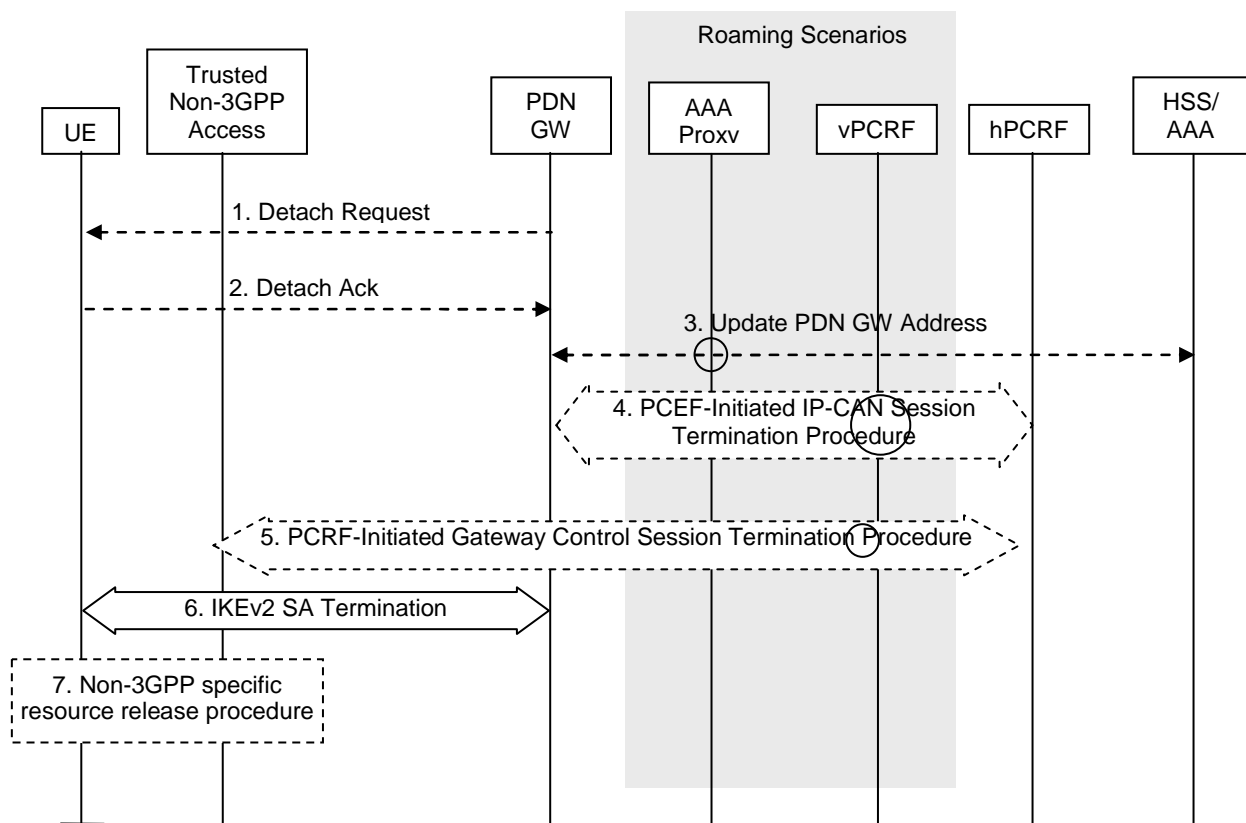 Roaming Scenarios
UE
Trusted
Non-3GPP
Access
PDN
GW
AAA
Proxv
vPCRF
hPCRF
HSS/
AAA
1. Detach Request
2. Detach Ack
3. Update PDN GW Address
4. PCEF-Initiated IP-CAN Session
Termination Procedure
5. PCRF-Initiated Gateway Control Session Termination Procedure
6. IKEv2 SA Termination
7. Non-3GPP specific
resource release procedure